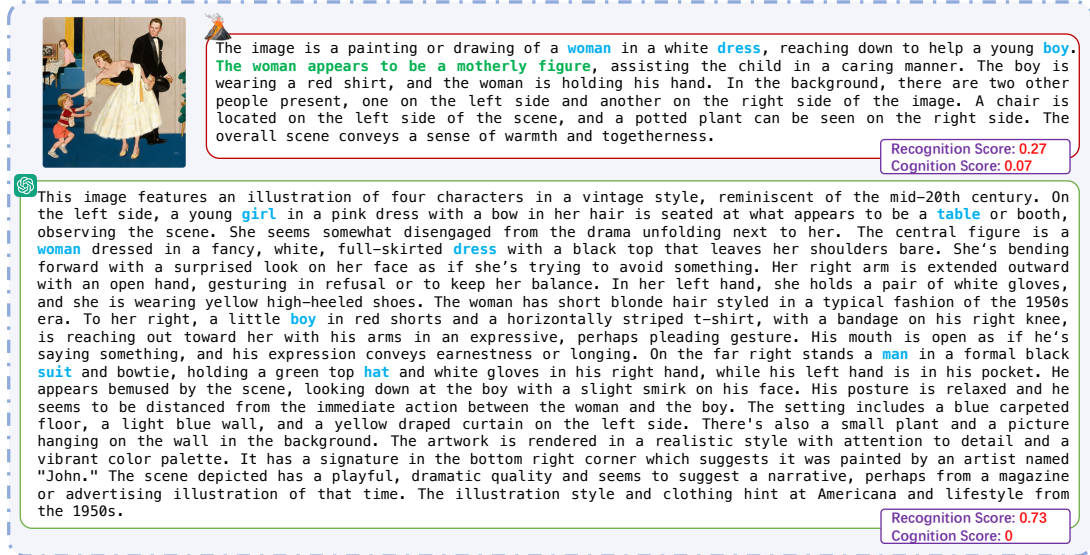 The image is a painting or drawing of a woman in a white dress, reaching down to help a young boy.
The woman appears to be a motherly figure, assisting the child in a caring manner. The boy is
wearing a red shirt, and the woman is holding his hand. In the background, there are two other
people present, one on the left side and another on the right side of the image. A chair is
located on the left side of the scene, and a potted plant can be seen on the right side. The
overall scene conveys a sense of warmth and togetherness.
Recognition Score: 0.27
Cognition Score: 0.07
This image features an illustration of four characters in a vintage style, reminiscent of the mid-20th century. On
the left side, a young girl in a pink dress with a bow in her hair is seated at what appears to be a table or booth,
observing the scene. She seems somewhat disengaged from the drama unfolding next to her. The central figure is a
woman dressed in a fancy, white, full-skirted dress with a black top that leaves her shoulders bare. She‘s bending
forward with a surprised look on her face as if she’s trying to avoid something. Her right arm is extended outward
with an open hand, gesturing in refusal or to keep her balance. In her left hand, she holds a pair of white gloves,
and she is wearing yellow high-heeled shoes. The woman has short blonde hair styled in a typical fashion of the 1950s
era. To her right, a little boy in red shorts and a horizontally striped t-shirt, with a bandage on his right knee,
is reaching out toward her with his arms in an expressive, perhaps pleading gesture. His mouth is open as if he‘s
saying something, and his expression conveys earnestness or longing. On the far right stands a man in a formal black
suit and bowtie, holding a green top hat and white gloves in his right hand, while his left hand is in his pocket. He
appears bemused by the scene, looking down at the boy with a slight smirk on his face. His posture is relaxed and he
seems to be distanced from the immediate action between the woman and the boy. The setting includes a blue carpeted
floor, a light blue wall, and a yellow draped curtain on the left side. There's also a small plant and a picture
hanging on the wall in the background. The artwork is rendered in a realistic style with attention to detail and a
vibrant color palette. It has a signature in the bottom right corner which suggests it was painted by an artist named
"John." The scene depicted has a playful, dramatic quality and seems to suggest a narrative, perhaps from a magazine
or advertising illustration of that time. The illustration style and clothing hint at Americana and lifestyle from
the 1950s.
Recognition Score: 0.73
Cognition Score: 0